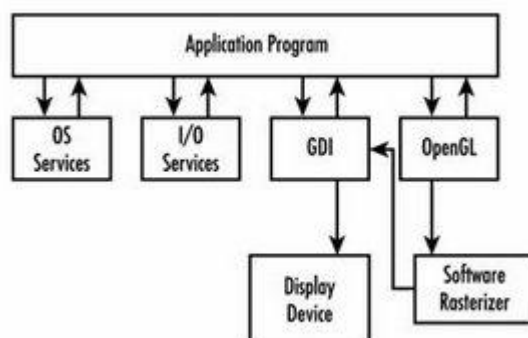 Application Program
OS
Services
I/O
Services
GDI
OpenGL
Display
Device
Software
Rasterizer